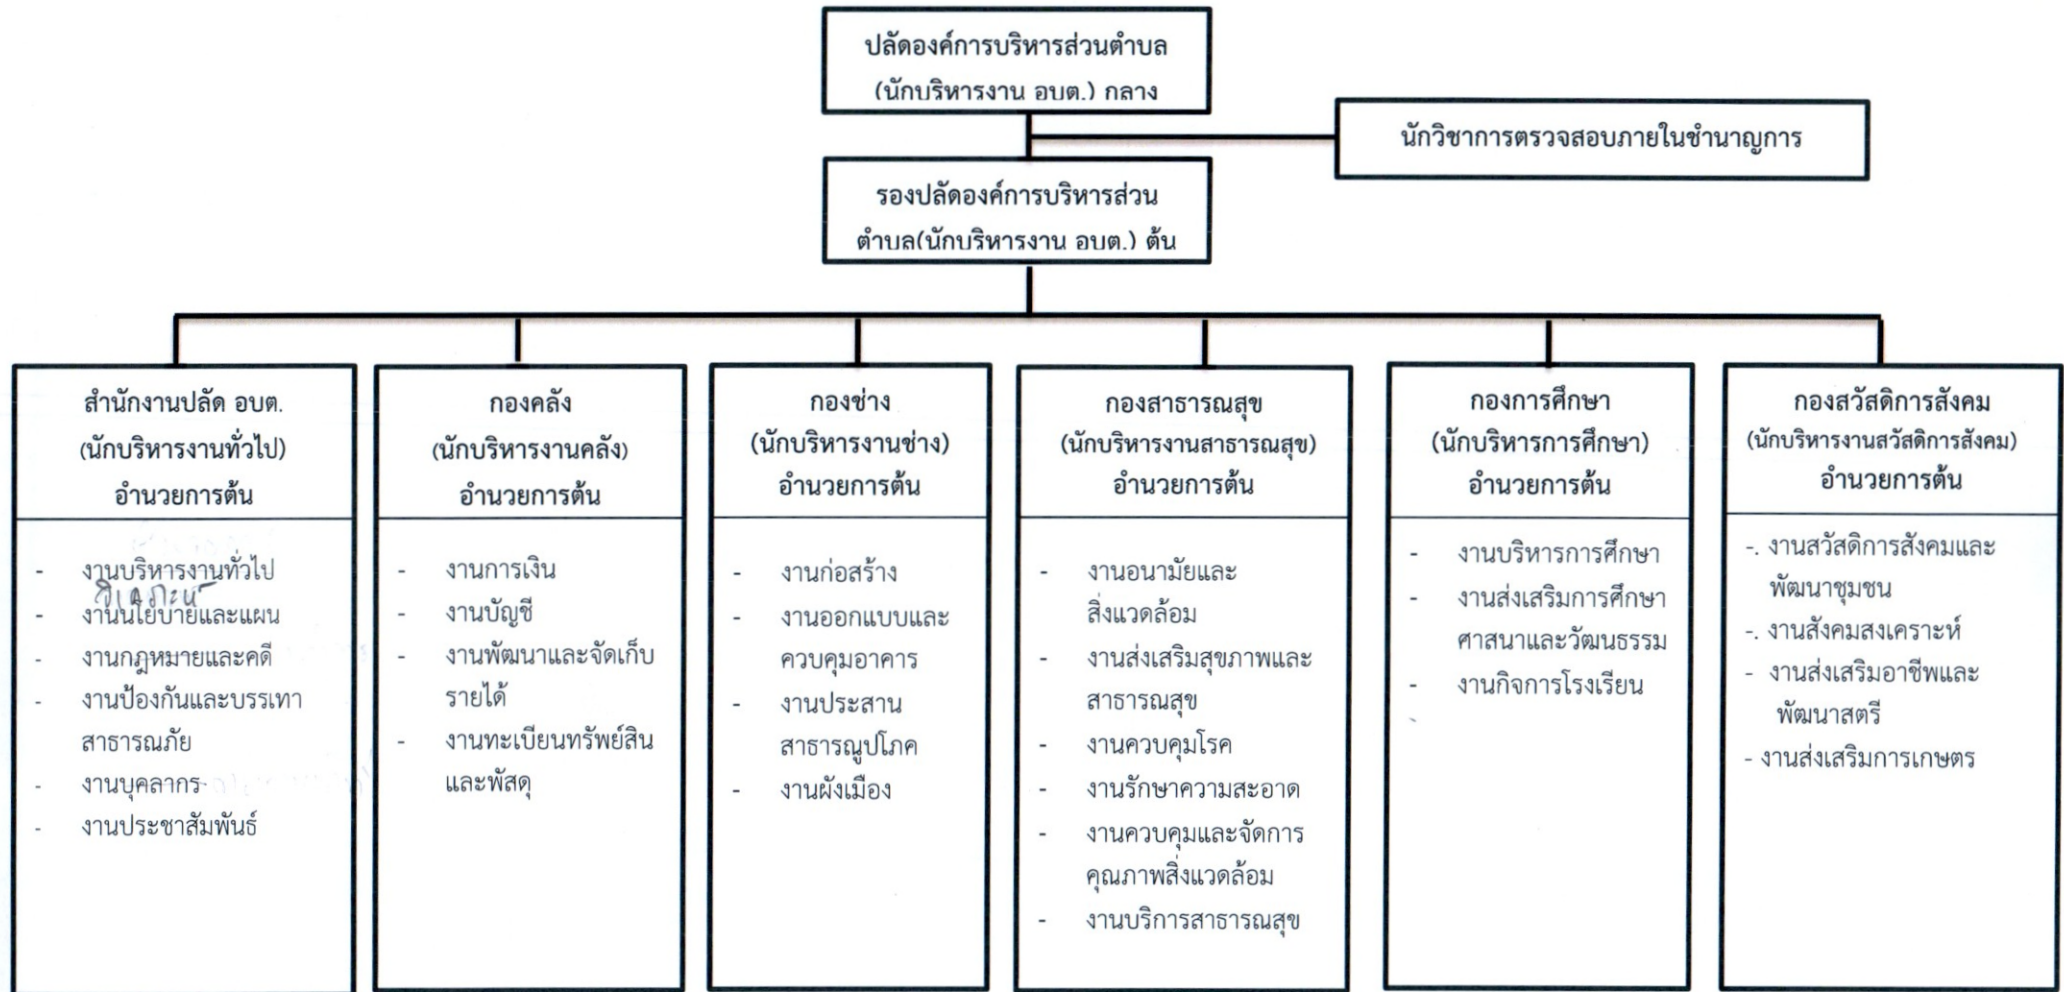 ปลัดองค์การบริหารส่วนตำบล
(นักบริหารงาน อบต.) กลาง
นักวิชาการตรวจสอบภายในชำนาญการ
รองปลัดองค์การบริหารส่วน
ตำบล(นักบริหารงาน อบต.) ต้น
สำนักงานปลัด อบต.
(นักบริหารงานทั่วไป)
อำนวยการต้น
- งานบริหารงานทั่วไป
วิเคราะห์
- งานนโยบายและแผน
- งานกฎหมายและคดี
- งานป้องกันและบรรเทา
สาธารณภัย
- งานบุคลากร
- งานประชาสัมพันธ์
กองคลัง
(นักบริหารงานคลัง)
อำนวยการต้น
- งานการเงิน
- งานบัญชี
- งานพัฒนาและจัดเก็บ
รายได้
- งานทะเบียนทรัพย์สิน
และพัสดุ
กองช่าง
(นักบริหารงานช่าง)
อำนวยการต้น
- งานก่อสร้าง
- งานออกแบบและ
ควบคุมอาคาร
- งานประสาน
สาธารณูปโภค
- งานผังเมือง
กองสาธารณสุข
(นักบริหารงานสาธารณสุข)
อำนวยการต้น
- งานอนามัยและ
สิ่งแวดล้อม
- งานส่งเสริมสุขภาพและ
สาธารณสุข
- งานควบคุมโรค
- งานรักษาความสะอาด
- งานควบคุมและจัดการ
คุณภาพสิ่งแวดล้อม
- งานบริการสาธารณสุข
กองการศึกษา
(นักบริหารการศึกษา)
อำนวยการต้น
- งานบริหารการศึกษา
- งานส่งเสริมการศึกษา
ศาสนาและวัฒนธรรม
- งานกิจการโรงเรียน
กองสวัสดิการสังคม
(นักบริหารงานสวัสดิการสังคม)
อำนวยการต้น
-. งานสวัสดิการสังคมและ
พัฒนาชุมชน
-. งานสังคมสงเคราะห์
- งานส่งเสริมอาชีพและ
พัฒนาสตรี
- งานส่งเสริมการเกษตร